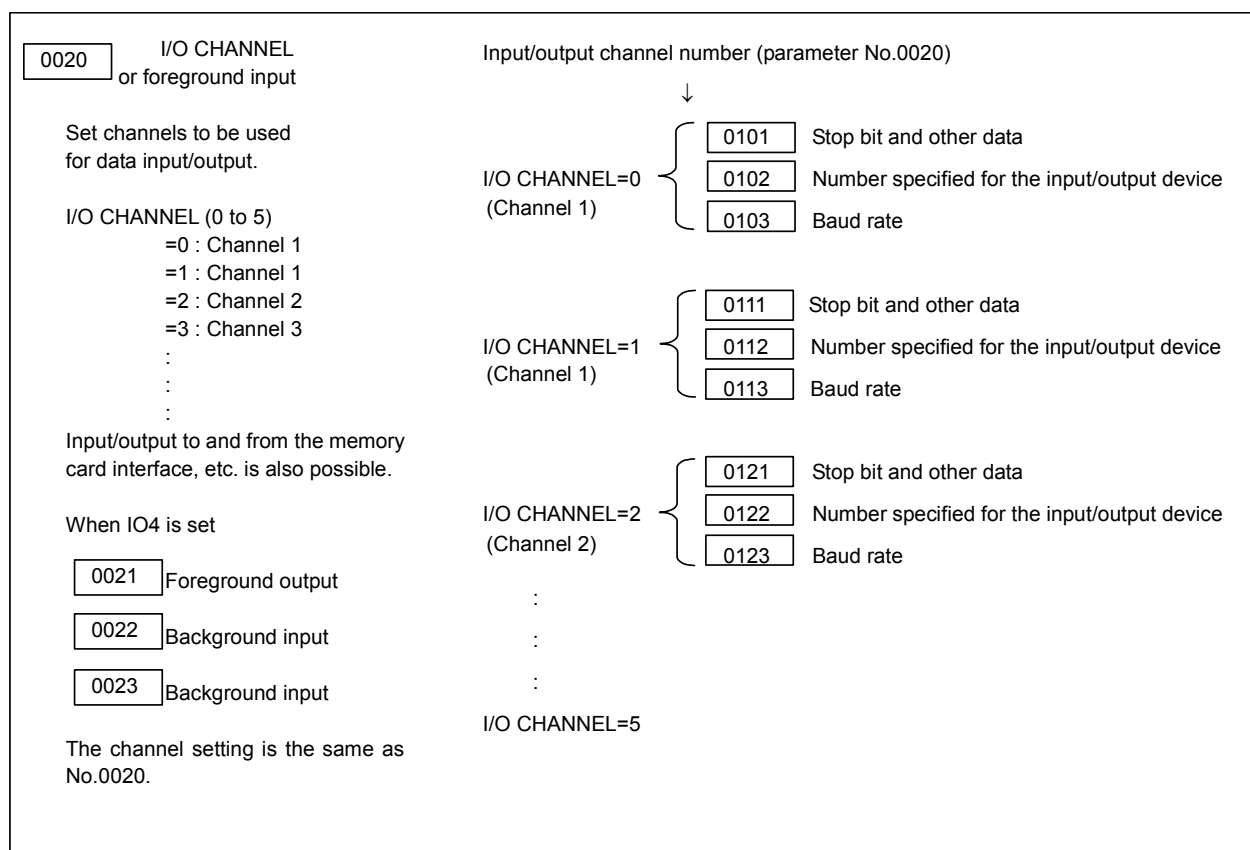 0020 I/O CHANNEL
or foreground input
Set channels to be used
for data input/output.
I/O CHANNEL (0 to 5)
=0 : Channel 1
=1 : Channel 1
=2 : Channel 2
=3 : Channel 3
:
:
:
Input/output to and from the memory
card interface, etc. is also possible.
When IO4 is set
0021 Foreground output
0022 Background input
0023 Background input
The channel setting is the same as
No.0020.
Input/output channel number (parameter No.0020)
↓
0101 Stop bit and other data
I/O CHANNEL=0 0102 Number specified for the input/output device
(Channel 1)
0103 Baud rate
0111 Stop bit and other data
I/O CHANNEL=1 0112 Number specified for the input/output device
(Channel 1)
0113 Baud rate
0121 Stop bit and other data
I/O CHANNEL=2 0122 Number specified for the input/output device
(Channel 2)
0123 Baud rate
:
:
:
I/O CHANNEL=5